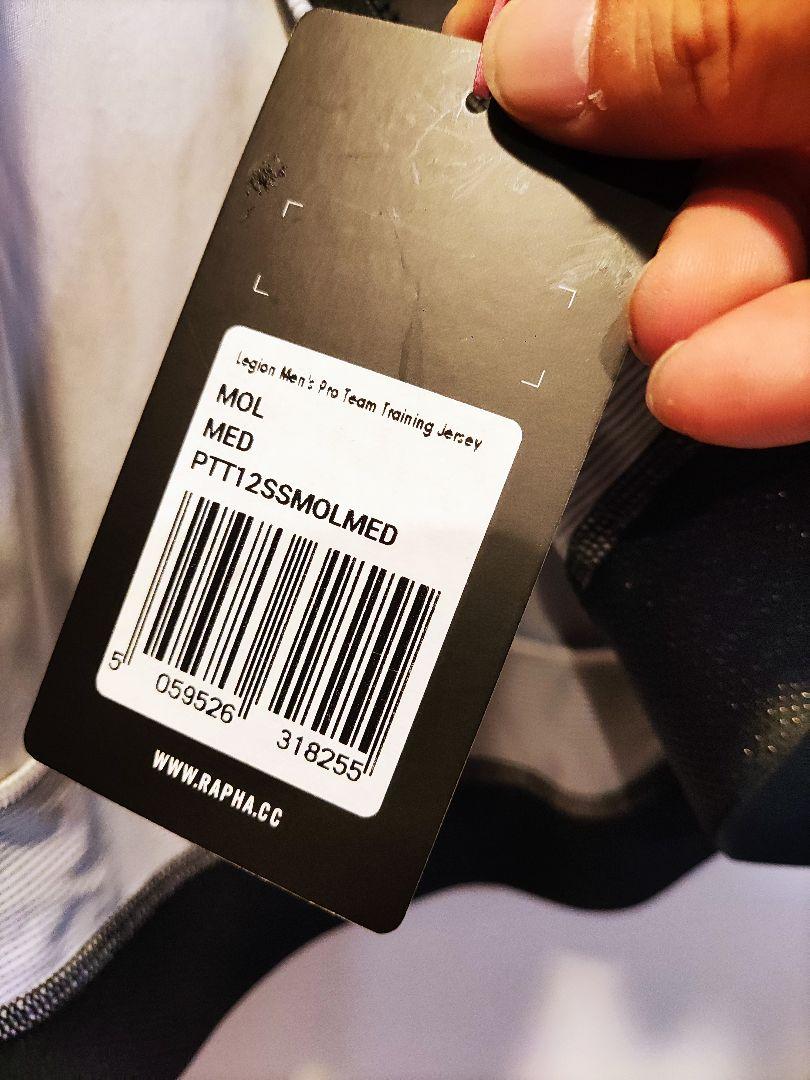 Legion Men's Pro Team Training Jersey
MOL
MED
PTT12SSMOLMED
5 059526 318255
WWW.RAPHA.CC